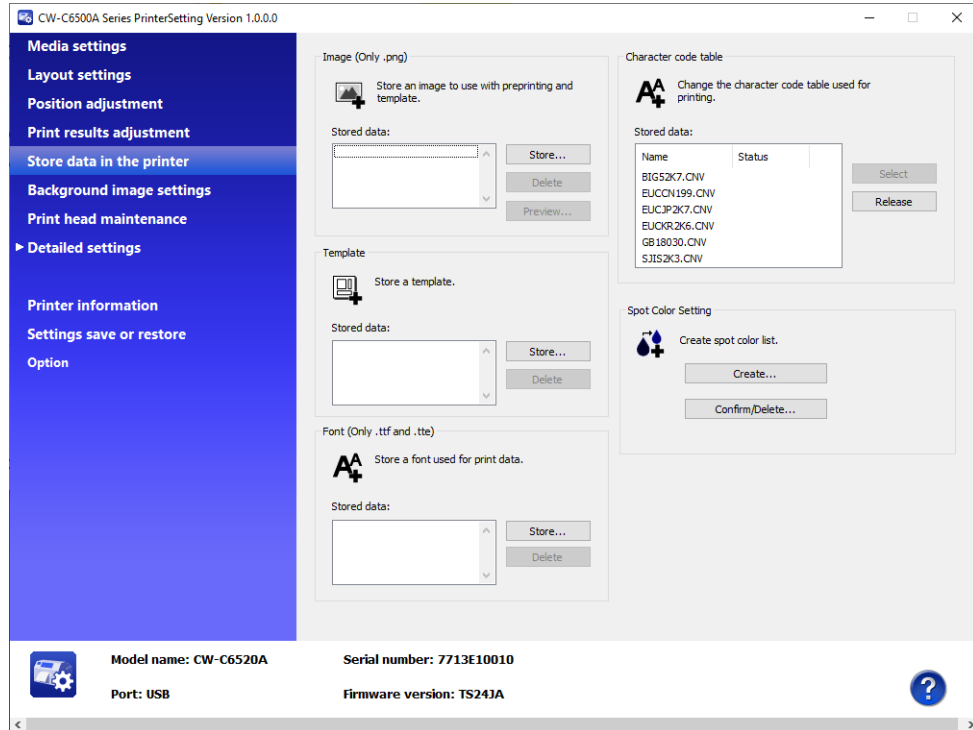 CW-C6500A Series PrinterSetting Version 1.0.0.0
Media settings
Layout settings
Position adjustment
Print results adjustment
Store data in the printer
Background image settings
Print head maintenance
Detailed settings
Printer information
Settings save or restore
Option
Image (Only .png)
Store an image to use with preprinting and
template.
Stored data:
Store...
Delete
Preview...
Template
Store a template.
Stored data:
Store...
Delete
Font (Only .ttf and .tte)
Store a font used for print data.
Stored data:
Store...
Delete
Character code table
Change the character code table used for
printing.
Stored data:
Name Status
BIG52K7.CNV
EUCCN199.CNV
EUCJP2K7.CNV
EUCKR2K6.CNV
GB18030.CNV
SJIS2K3.CNV
Select
Release
Spot Color Setting
Create spot color list.
Create...
Confirm/Delete...
Model name: CW-C6520A
Serial number: 7713E10010
Port: USB
Firmware version: TS24JA
?